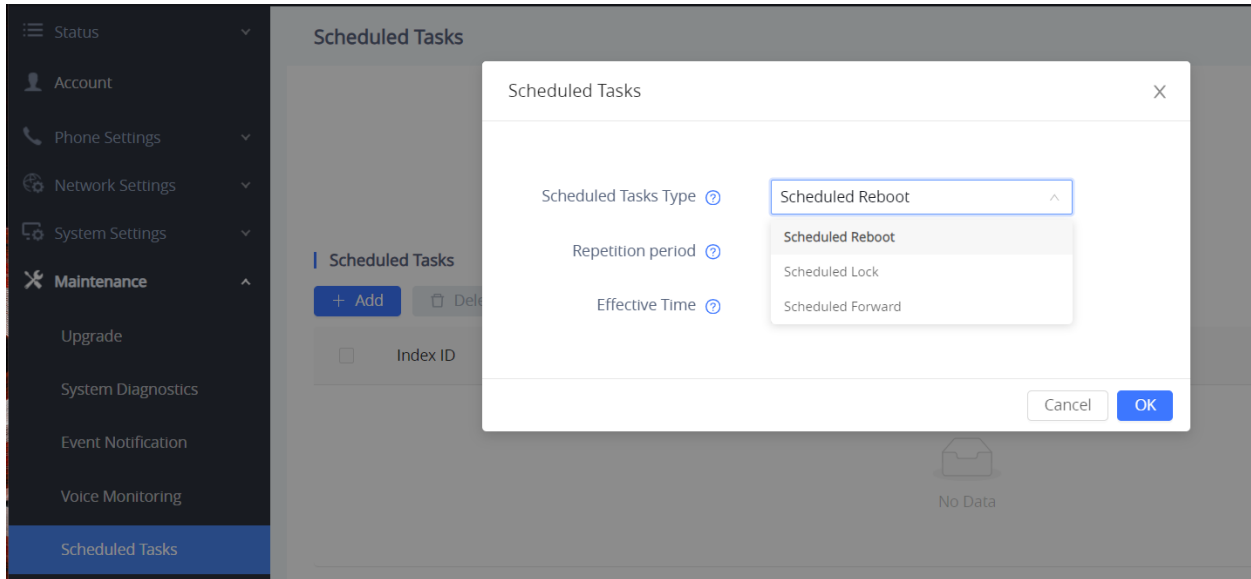 Status
Account
Phone Settings
Network Settings
System Settings
Maintenance
Upgrade
System Diagnostics
Event Notification
Voice Monitoring
Scheduled Tasks
Scheduled Tasks
Scheduled Tasks
+ Add
Dele
Index ID
No Data
Scheduled Tasks
Scheduled Tasks Type ?
Scheduled Reboot
Scheduled Reboot
Scheduled Lock
Scheduled Forward
Repetition period ?
Effective Time ?
Cancel OK